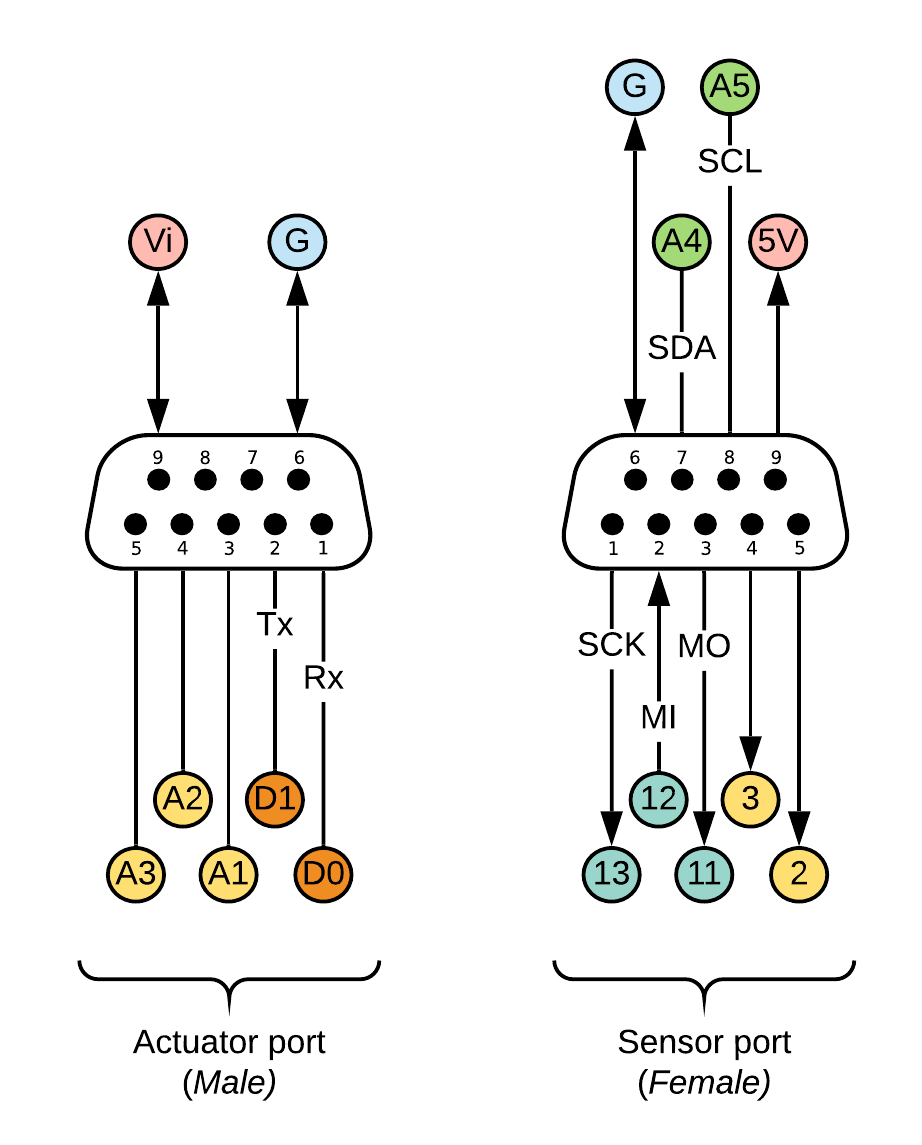 G
A5
SCL
Vi
G
A4
5V
SDA
9 8 7 6
6 7 8 9
5 4 3 2 1
1 2 3 4 5
Tx
SCK
MO
Rx
MI
A2
D1
12
3
A3
A1
D0
13
11
2
Actuator port
(Male)
Sensor port
(Female)